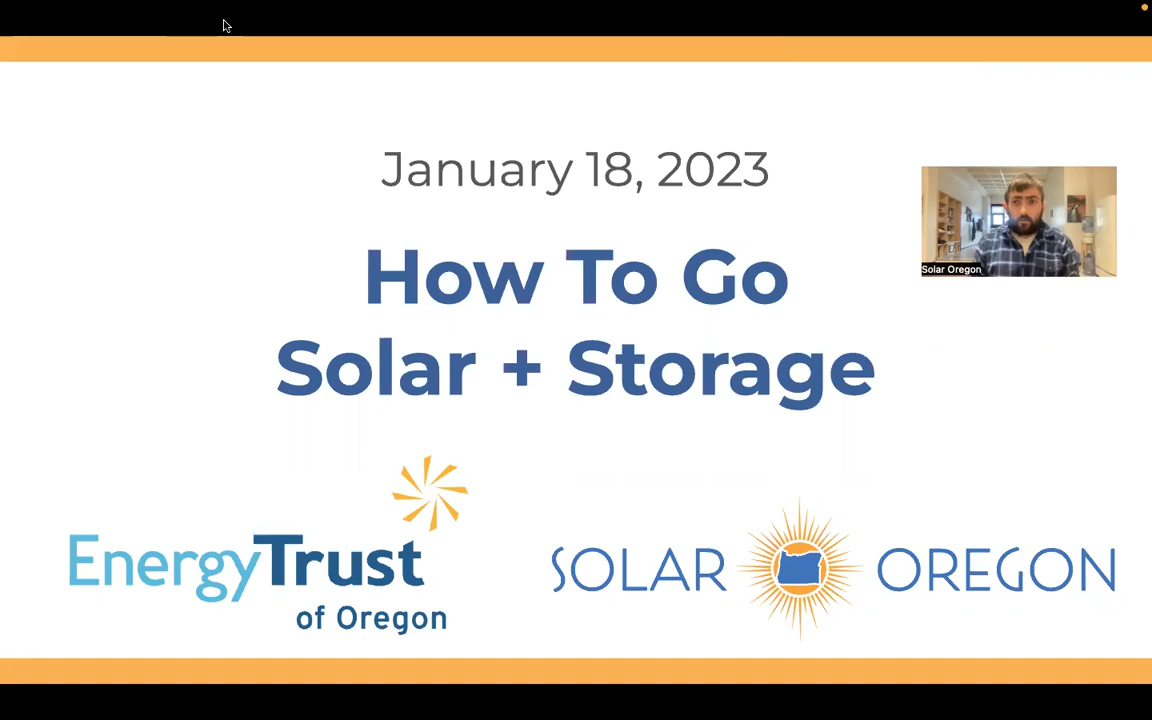 January 18, 2023
How To Go
Solar + Storage
Solar Oregon
EnergyTrust
of Oregon
SOLAR OREGON